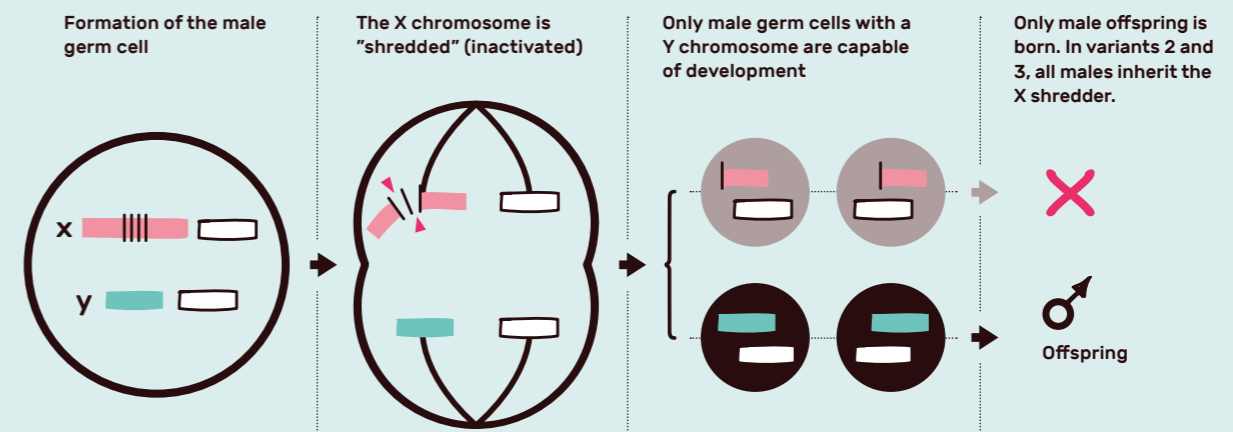 Formation of the male
germ cell
The X chromosome is
"shredded" (inactivated)
Only male germ cells with a
Y chromosome are capable
of development
Only male offspring is
born. In variants 2 and
3, all males inherit the
X shredder.
x
y
Offspring